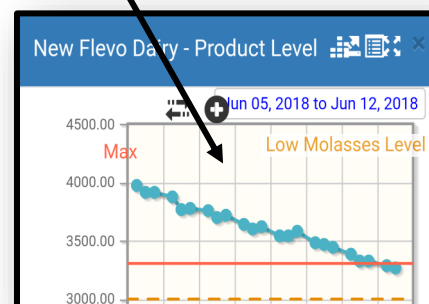 New Flevo Dairy - Product Level
Jun 05, 2018 to Jun 12, 2018
4500.00
Max
Low Molasses Level
4000.00
3500.00
3000.00